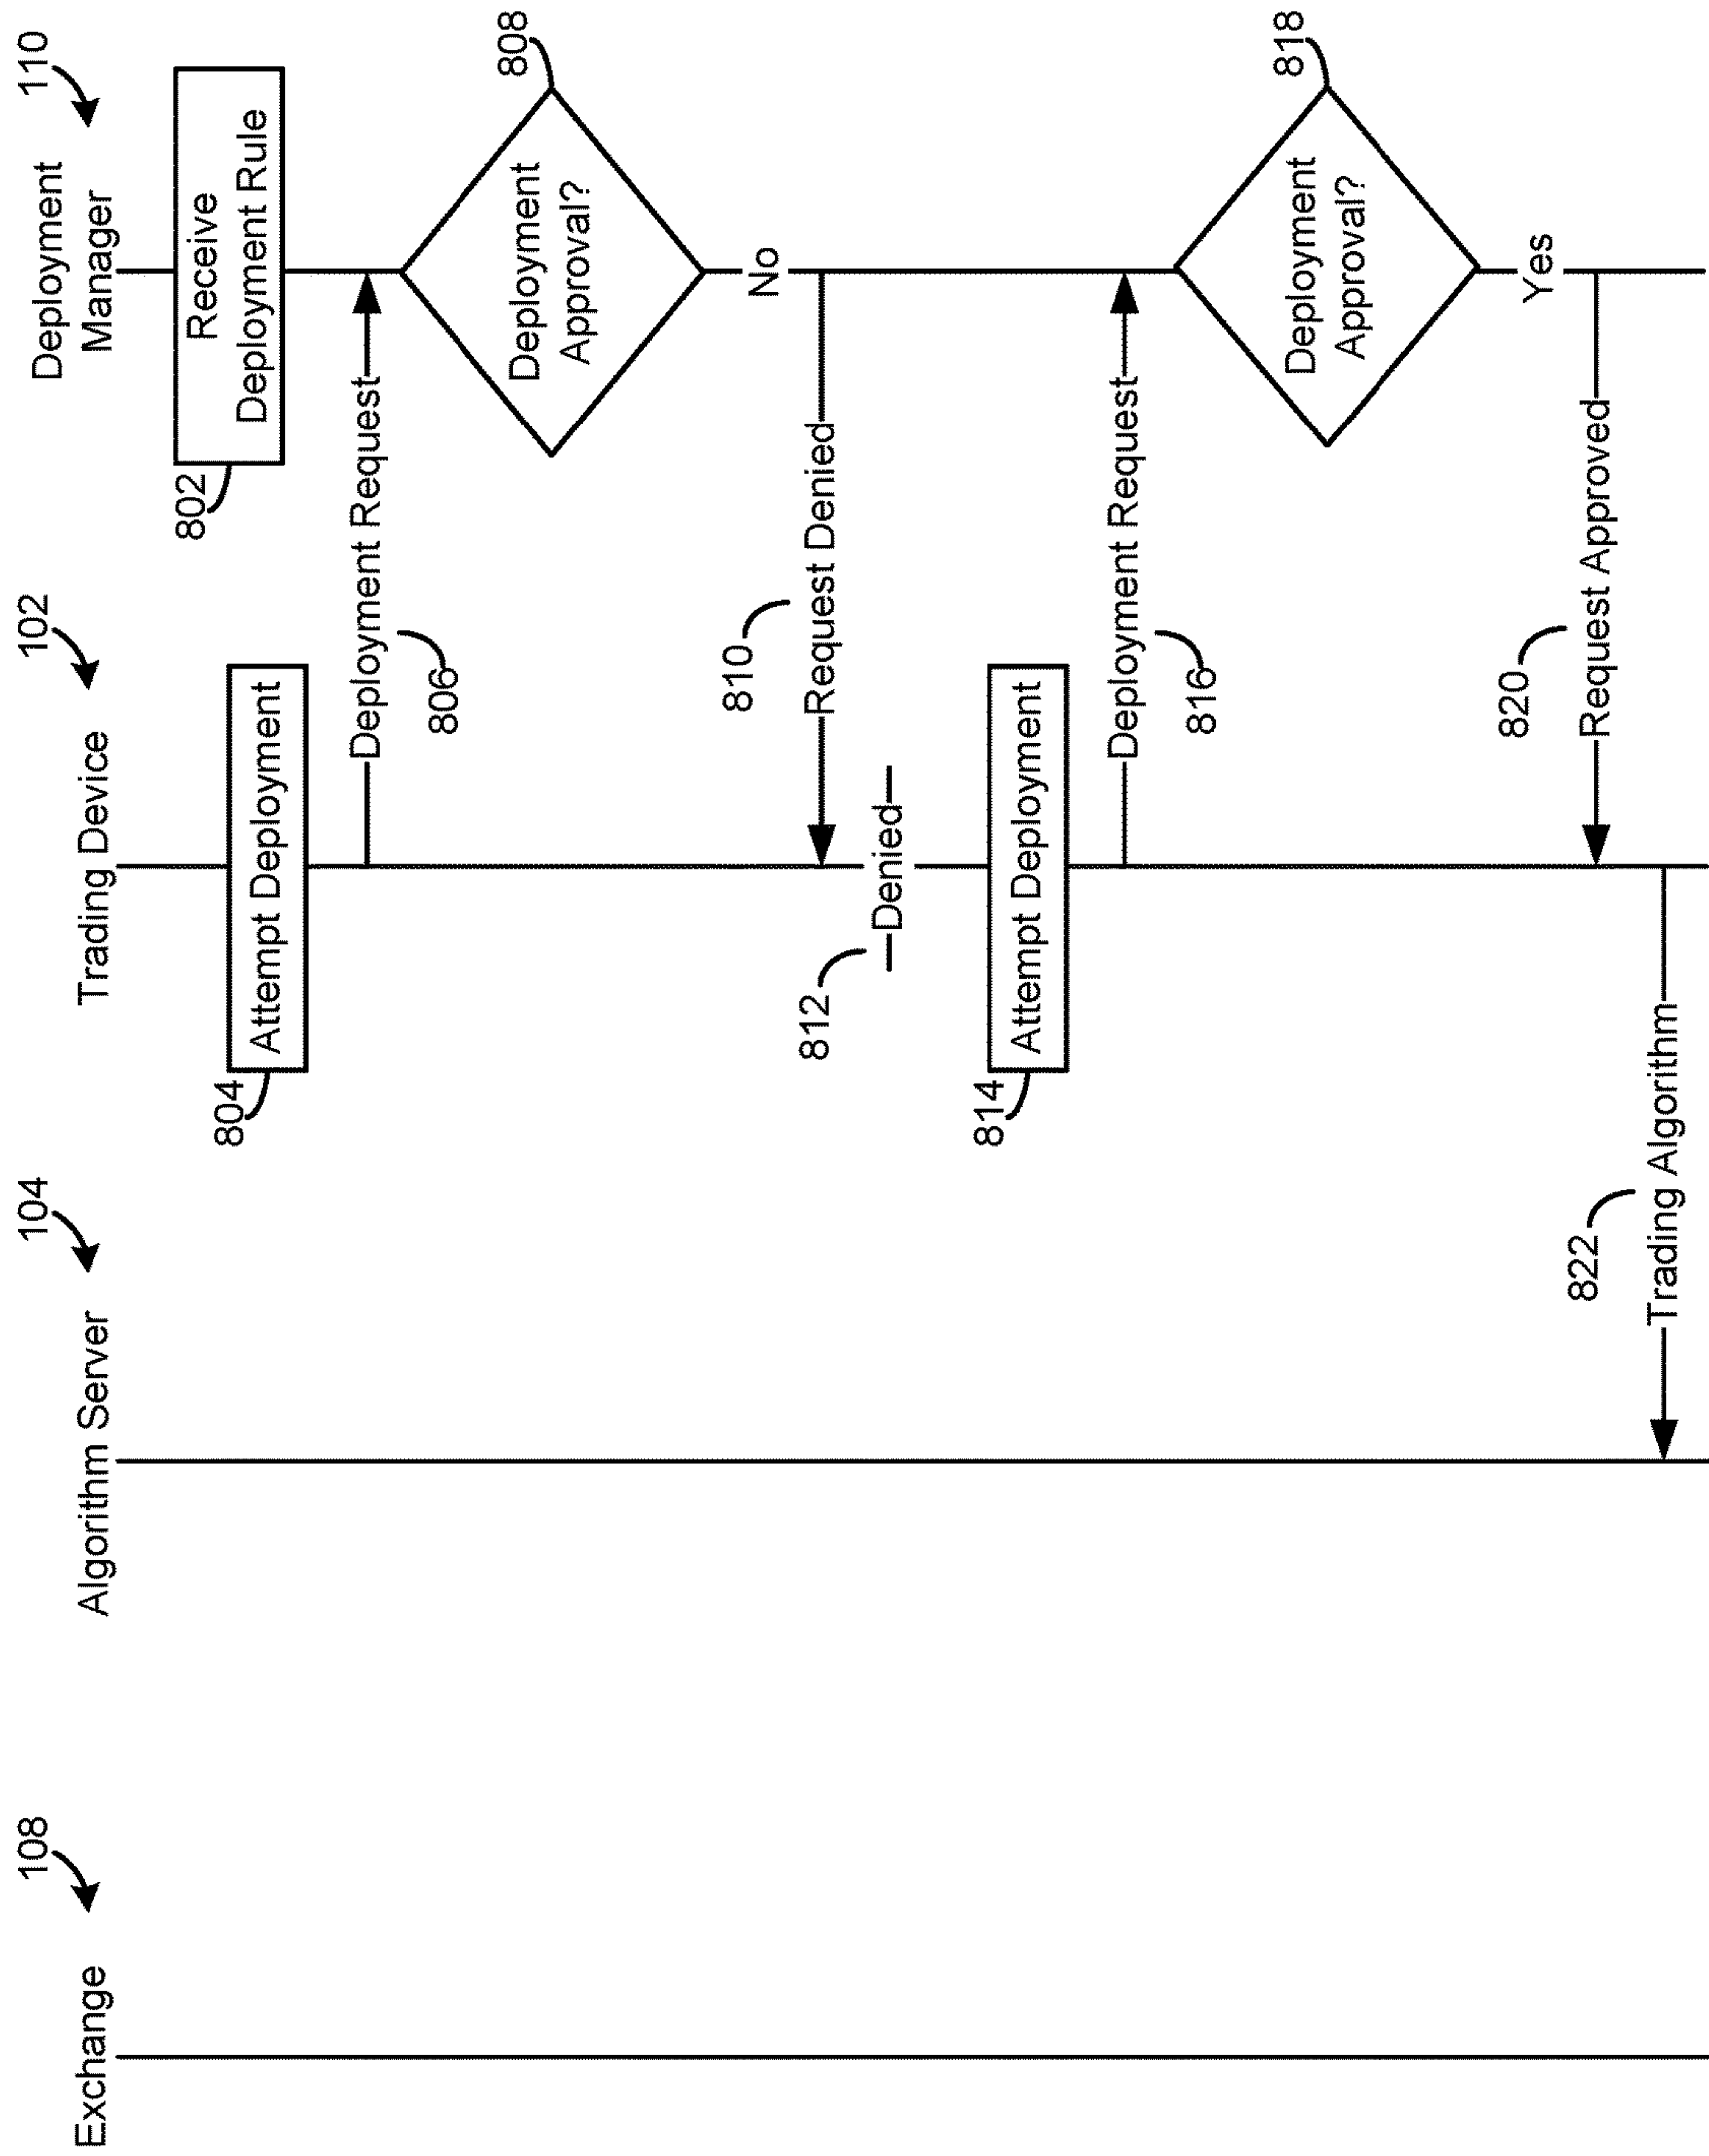 108
104
102
110
Exchange
Algorithm Server
Trading Device
Deployment
Manager
Receive
Deployment Rule
802
804
Attempt Deployment
Deployment Request
806
808
Deployment
Approval?
No
810
Request Denied
812
Denied
814
Attempt Deployment
Deployment Request
816
818
Deployment
Approval?
Yes
820
Request Approved
822
Trading Algorithm